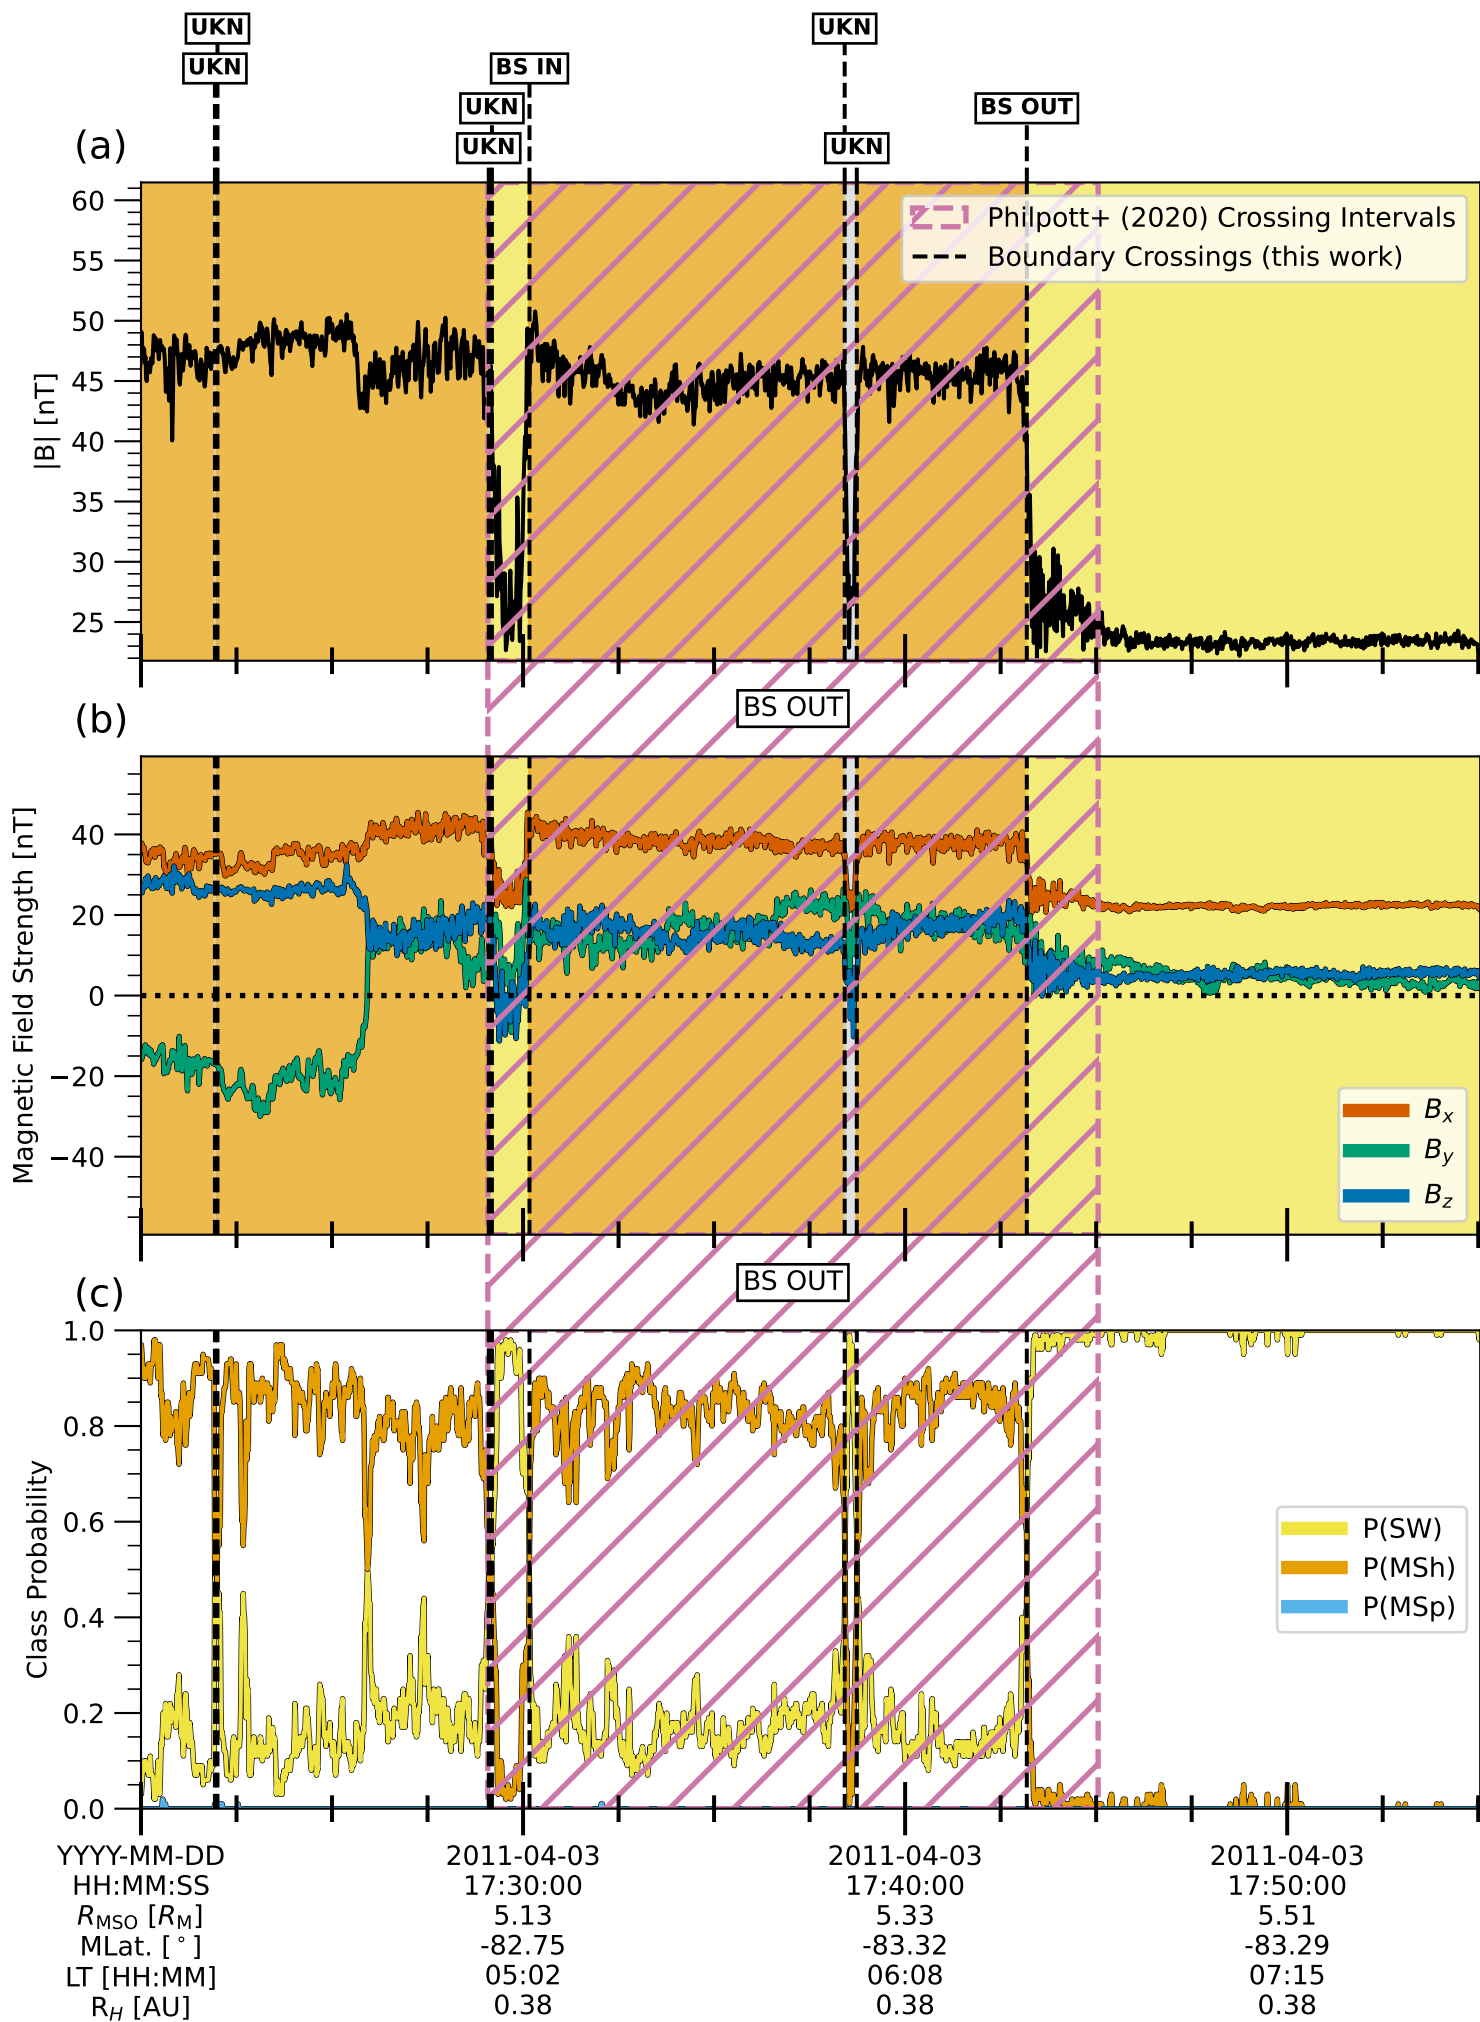 UKN
UKN
UKN
BS IN
UKN
BS OUT
UKN
UKN
(a)
60
55
50
45
40
35
30
25
|B| [nT]
Philpott+ (2020) Crossing Intervals
Boundary Crossings (this work)
BS OUT
(b)
40
20
0
−20
−40
Magnetic Field Strength [nT]
Bx
By
Bz
BS OUT
(c)
1.0
0.8
0.6
0.4
0.2
0.0
Class Probability
P(SW)
P(MSh)
P(MSp)
YYYY-MM-DD 2011-04-03 2011-04-03 2011-04-03
HH:MM:SS 17:30:00 17:40:00 17:50:00
RMSO [RM] 5.13 5.33 5.51
MLat. [°] -82.75 -83.32 -83.29
LT [HH:MM] 05:02 06:08 07:15
RH [AU] 0.38 0.38 0.38